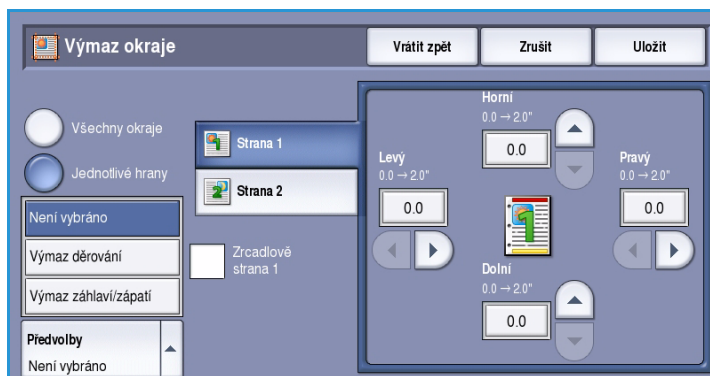 Výmaz okraje
Vrátit zpět
Zrušit
Uložit
Všechny okraje
Jednotlivé hrany
Není vybráno
Výmaz děrování
Výmaz záhlaví/zápatí
Předvolby
Není vybráno
Strana 1
Strana 2
Zrcadlově
strana 1
Horní
0.0 → 2.0"
0.0
Levý
0.0 → 2.0"
0.0
Pravý
0.0 → 2.0"
0.0
Dolní
0.0 → 2.0"
0.0